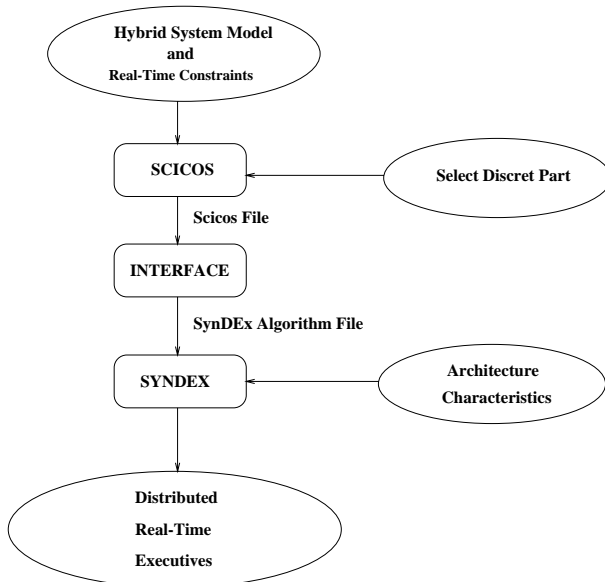 Hybrid System Model
and
Real-Time Constraints
SCICOS
Select Discret Part
Scicos File
INTERFACE
SynDEx Algorithm File
SYNDEX
Architecture
Characteristics
Distributed
Real-Time
Executives